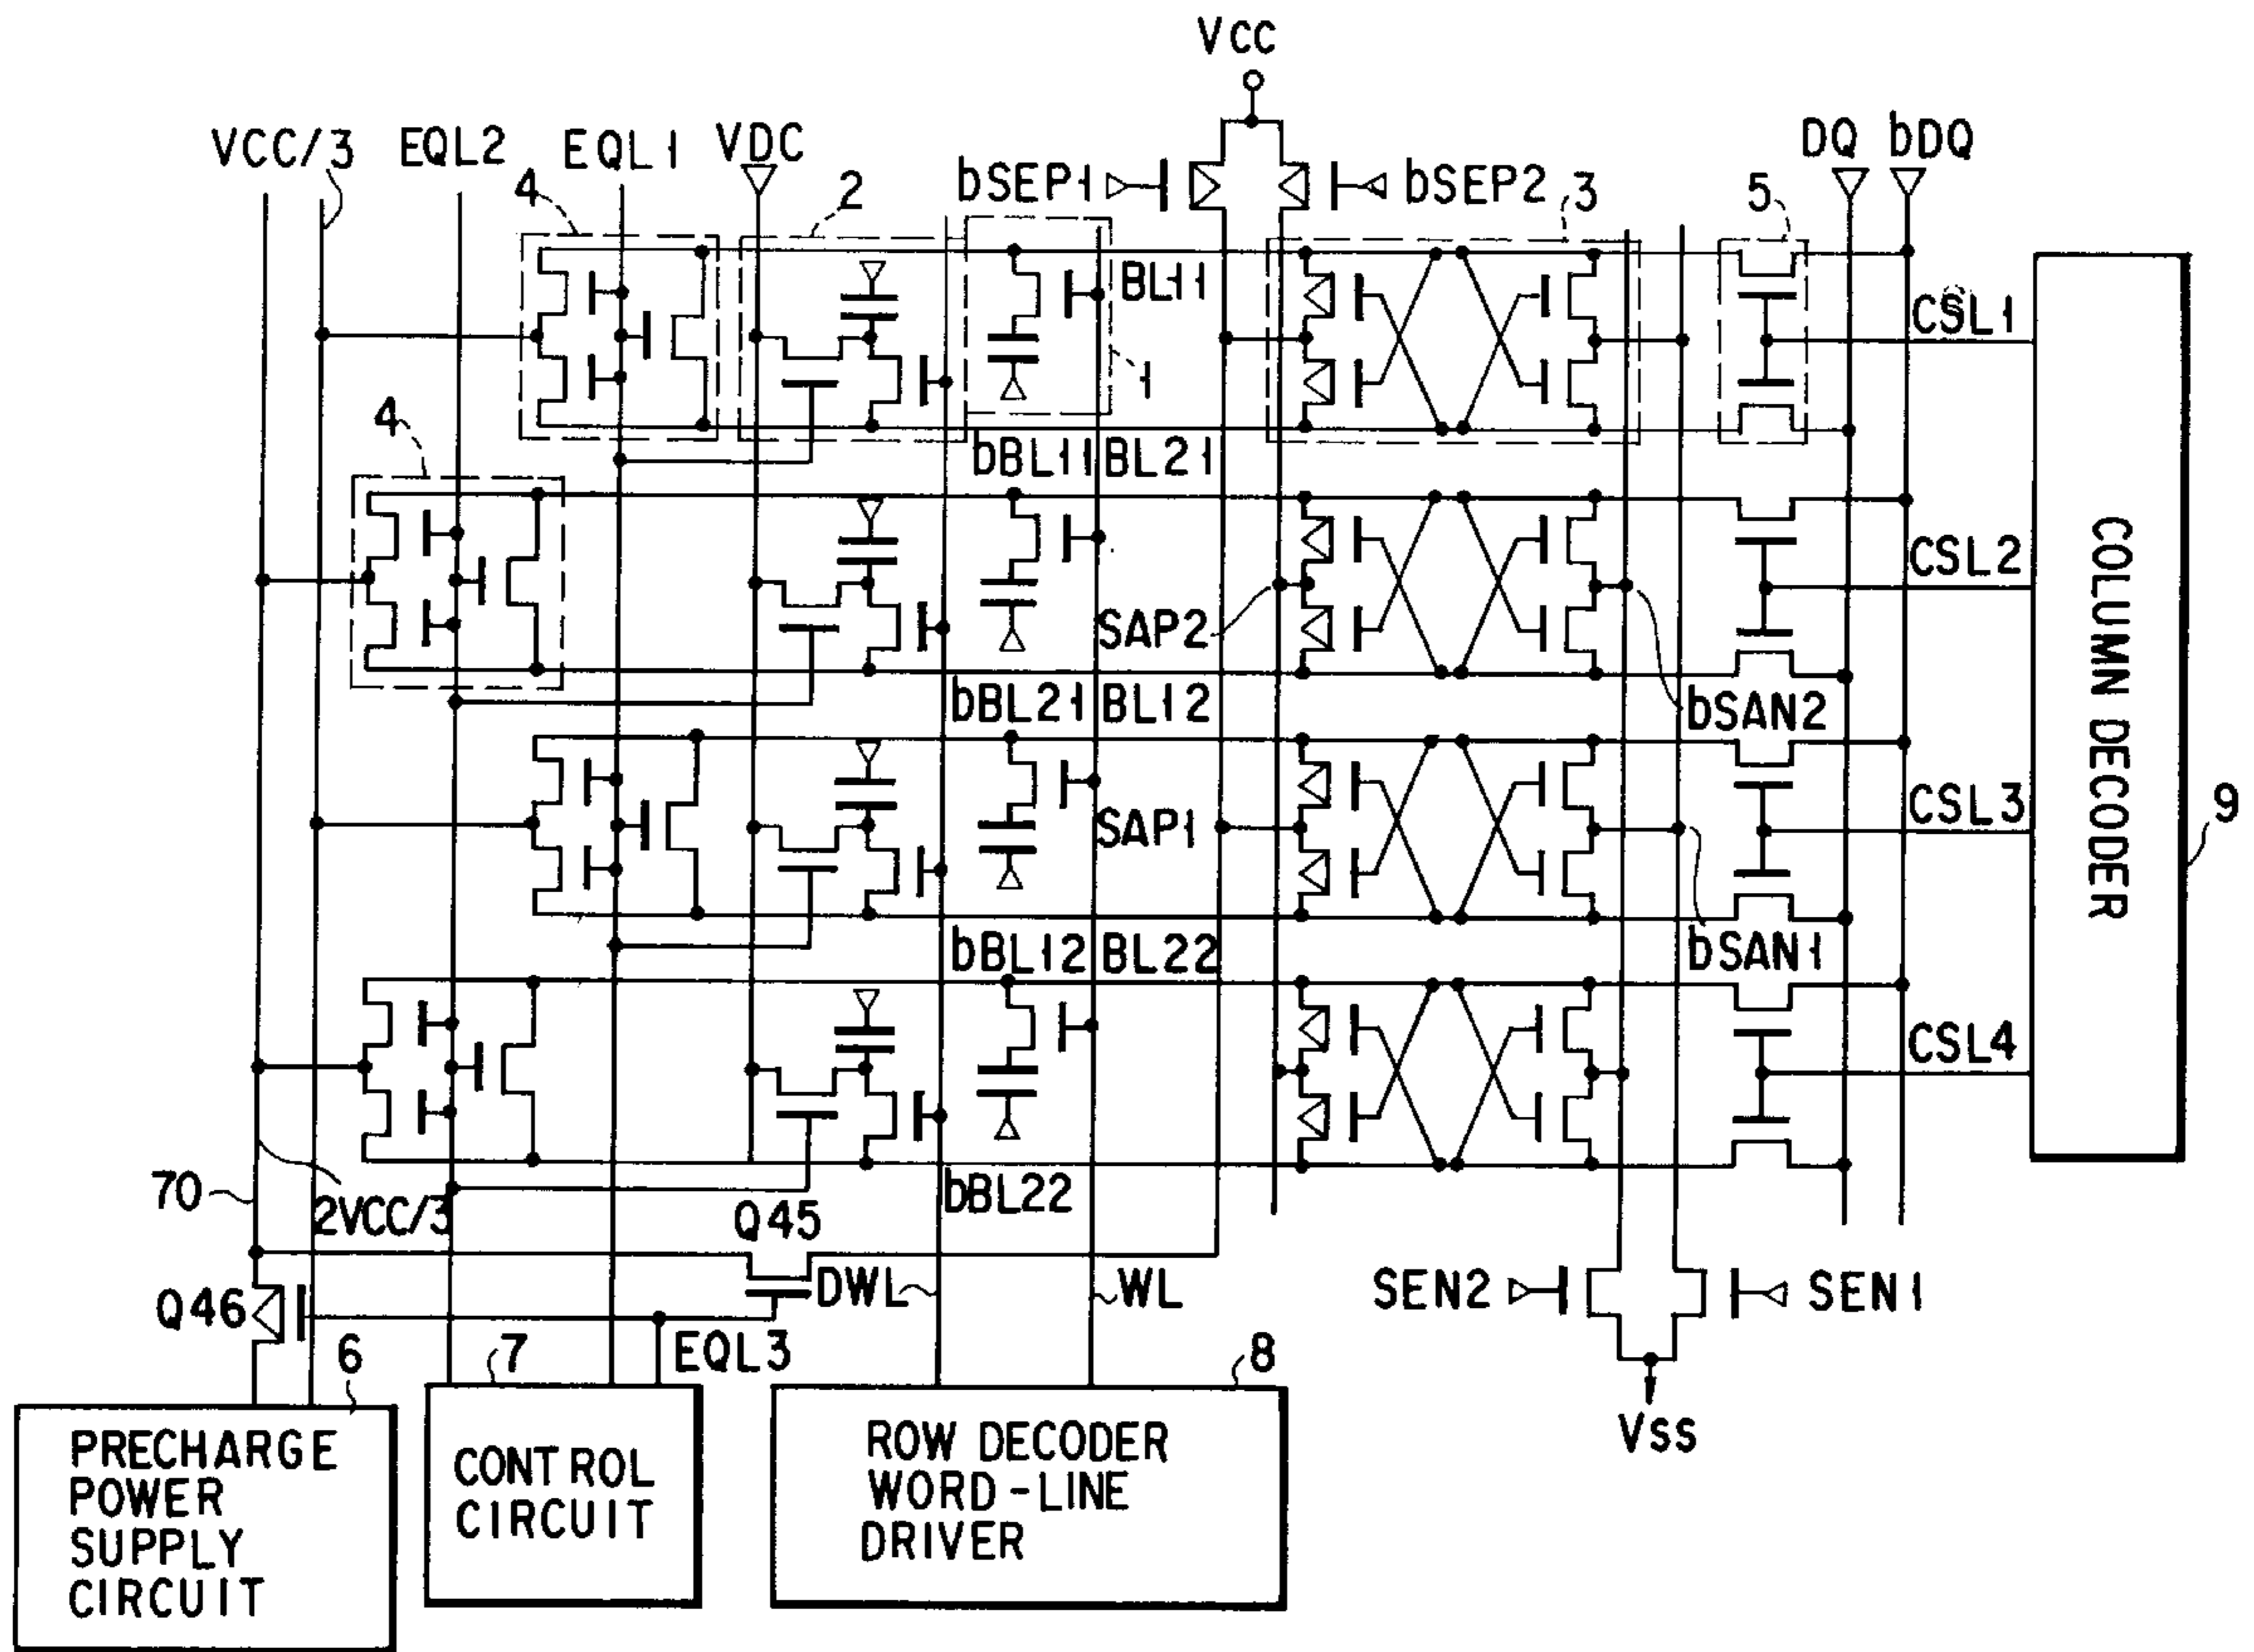 VCC
VCC/3
EQL2
EQL1
VDC
DQ
bDQ
bSEP1
bSEP2
4
2
3
5
BL11
1
CSL1
4
bBL11
BL21
CSL2
SAP2
bBL21
BL12
bSAN2
SAP1
CSL3
9
COLUMN DECODER
bBL12
BL22
bSAN1
CSL4
70
2VCC/3
Q45
bBL22
DWL
WL
SEN2
SEN1
Q46
6
7
EQL3
8
VSS
PRECHARGE
POWER
SUPPLY
CIRCUIT
CONTROL
CIRCUIT
ROW DECODER
WORD-LINE
DRIVER